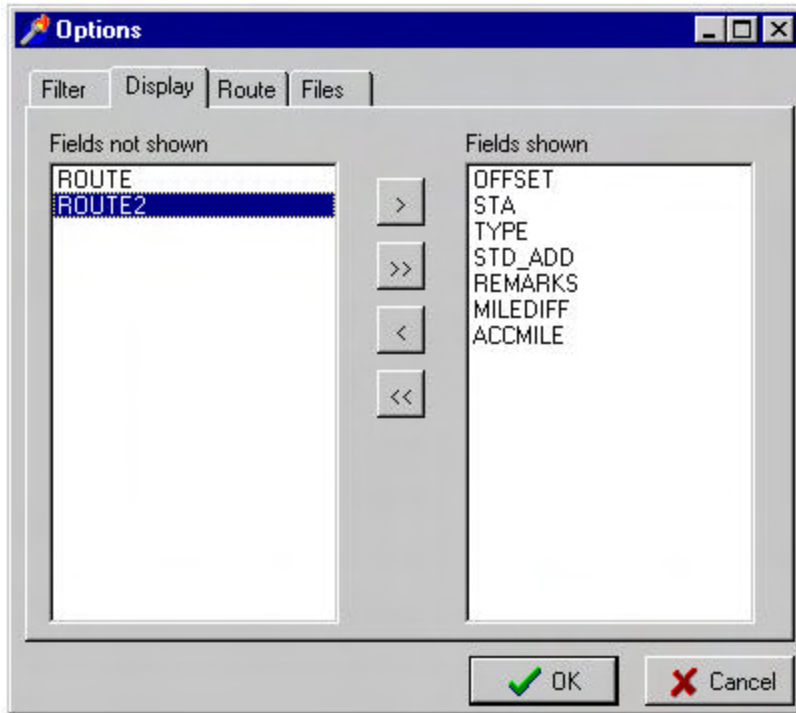 Options
Filter Display Route Files
Fields not shown
ROUTE
ROUTE2
>
>>
<
<<
Fields shown
OFFSET
STA
TYPE
STD_ADD
REMARKS
MILEDIFF
ACCMILE
OK Cancel